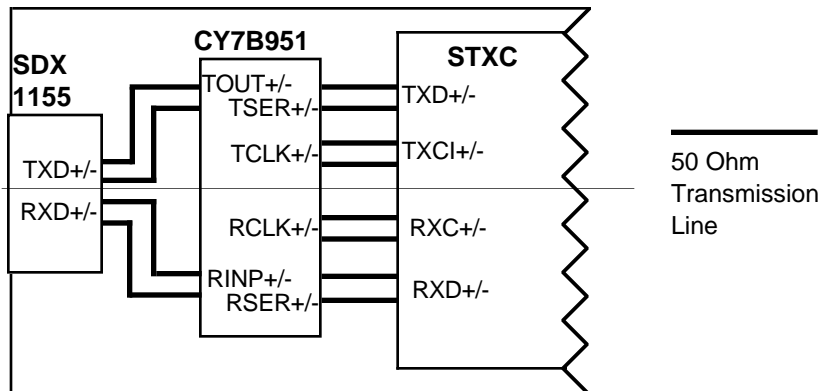 CY7B951
STXC
SDX
1155
TOUT+/-
TSER+/-
TXD+/-
TCLK+/-
TXCI+/-
TXD+/-
RXD+/-
RCLK+/-
RXC+/-
RINP+/-
RSER+/-
RXD+/-
50 Ohm
Transmission
Line